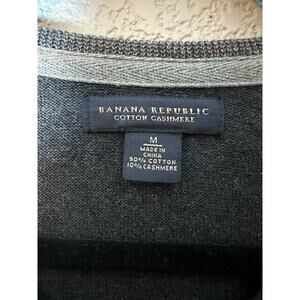 BANANA REPUBLIC
COTTON CASHMERE
M
MADE IN
CHINA
90% COTTON
10% CASHMERE